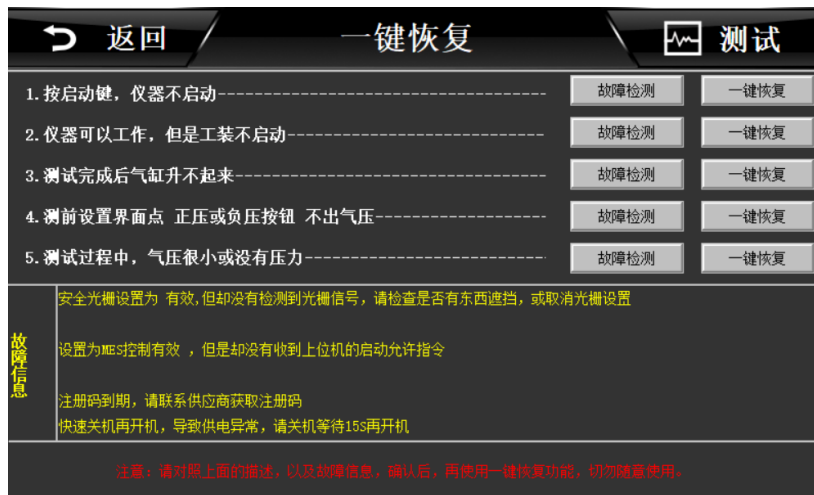 返回
一键恢复
测试
1.按启动键，仪器不启动---------------------------------- 故障检测 一键恢复
2.仪器可以工作，但是工装不启动--------------------------- 故障检测 一键恢复
3.测试完成后气缸升不起来-------------------------------- 故障检测 一键恢复
4.测前设置界面点 正压或负压按钮 不出气压------------------ 故障检测 一键恢复
5.测试过程中，气压很小或没有压力------------------------- 故障检测 一键恢复
故障信息
安全光栅设置为 有效,但却没有检测到光栅信号，请检查是否有东西遮挡，或取消光栅设置
设置为MES控制有效 ，但是却没有收到上位机的启动允许指令
注册码到期，请联系供应商获取注册码
快速关机再开机，导致供电异常，请关机等待15S再开机
注意：请对照上面的描述，以及故障信息，确认后，再使用一键恢复功能，切勿随意使用。